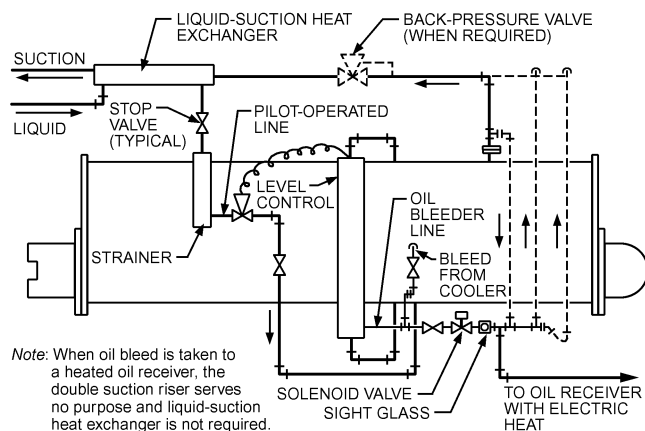 LIQUID-SUCTION HEAT
EXCHANGER
BACK-PRESSURE VALVE
(WHEN REQUIRED)
SUCTION
LIQUID
STOP
VALVE
(TYPICAL)
PILOT-OPERATED
LINE
LEVEL
CONTROL
OIL
BLEEDER
LINE
STRAINER
BLEED
FROM
COOLER
Note: When oil bleed is taken to
a heated oil receiver, the
double suction riser serves
no purpose and liquid-suction
heat exchanger is not required.
SOLENOID VALVE
SIGHT GLASS
TO OIL RECEIVER
WITH ELECTRIC
HEAT